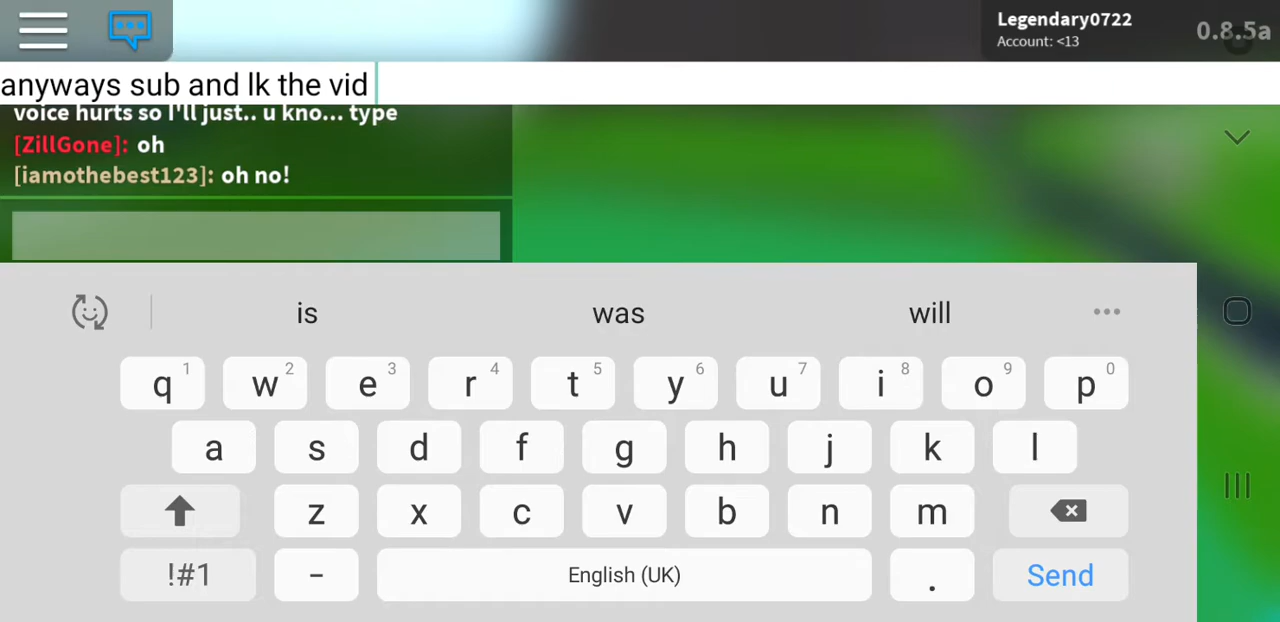 Legendary0722
Account: <13
0.8.5a
anyways sub and lk the vid
voice hurts so I'll just.. u kno... type
[ZillGone]: oh
[iamothebest123]: oh no!
is was will
q 1 w 2 e 3 r 4 t 5 y 6 u 7 i 8 o 9 p 0
a s d f g h j k l
z x c v b n m
!#1 - English (UK) . Send